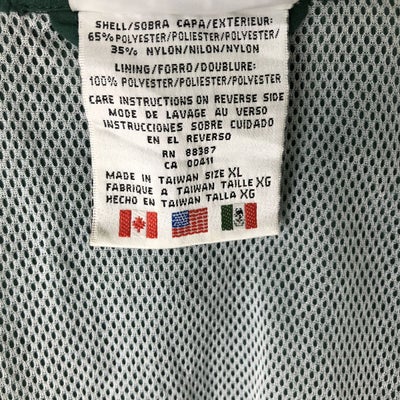 SHELL/SOBRA CAPA/EXTERIEUR:
65% POLYESTER/POLIESTER/POLYESTER
35% NYLON/NILON/NYLON
LINING/FORRO/DOUBLURE:
100% POLYESTER/POLIESTER/POLYESTER
CARE INSTRUCTIONS ON REVERSE SIDE
MODE DE LAVAGE AU VERSO
INSTRUCCIONES SOBRE CUIDADO
EN EL REVERSO
RN 88387
CA 00411
MADE IN TAIWAN SIZE XL
FABRIQUE A TAIWAN TAILLE XG
HECHO EN TAIWAN TALLA XG